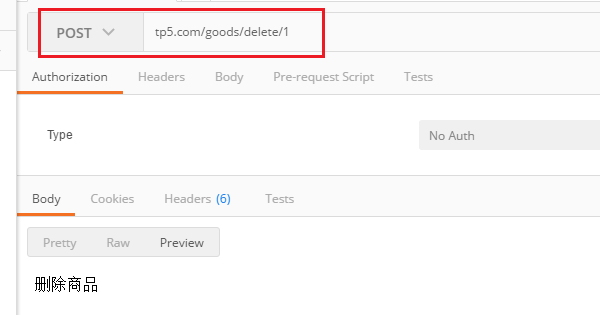 POST tp5.com/goods/delete/1
Authorization Headers Body Pre-request Script Tests
Type No Auth
Body Cookies Headers (6) Tests
Pretty Raw Preview
删除商品